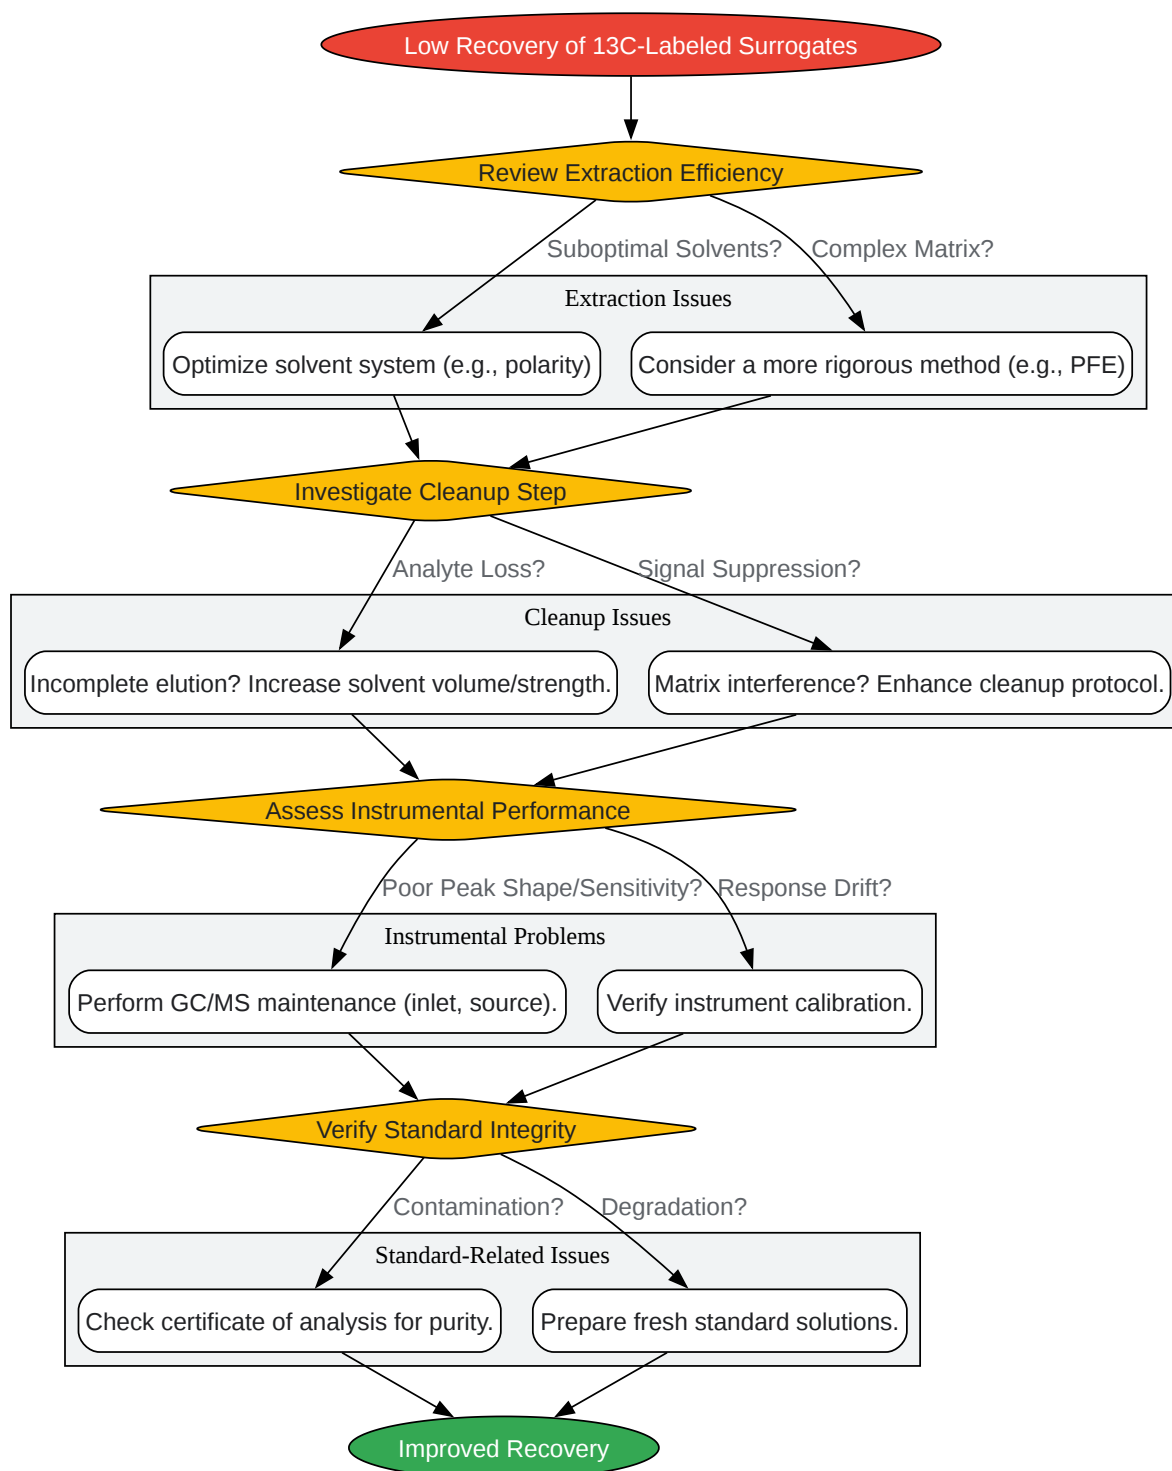 Low Recovery of 13C-Labeled Surrogates
Review Extraction Efficiency
Suboptimal Solvents?
Complex Matrix?
Extraction Issues
Optimize solvent system (e.g., polarity)
Consider a more rigorous method (e.g., PFE)
Investigate Cleanup Step
Analyte Loss?
Signal Suppression?
Cleanup Issues
Incomplete elution? Increase solvent volume/strength.
Matrix interference? Enhance cleanup protocol.
Assess Instrumental Performance
Poor Peak Shape/Sensitivity?
Response Drift?
Instrumental Problems
Perform GC/MS maintenance (inlet, source).
Verify instrument calibration.
Verify Standard Integrity
Contamination?
Degradation?
Standard-Related Issues
Check certificate of analysis for purity.
Prepare fresh standard solutions.
Improved Recovery